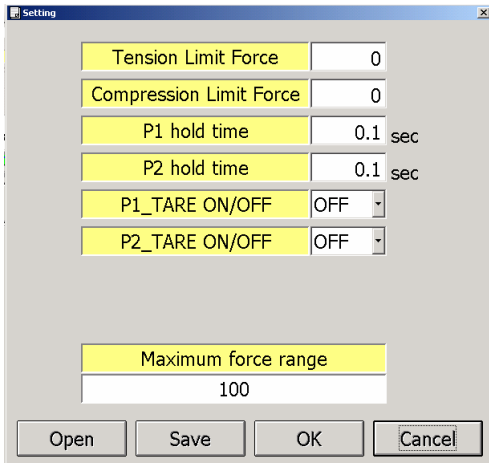 Setting
Tension Limit Force 0
Compression Limit Force 0
P1 hold time 0.1 sec
P2 hold time 0.1 sec
P1_TARE ON/OFF OFF
P2_TARE ON/OFF OFF
Maximum force range
100
Open Save OK Cancel